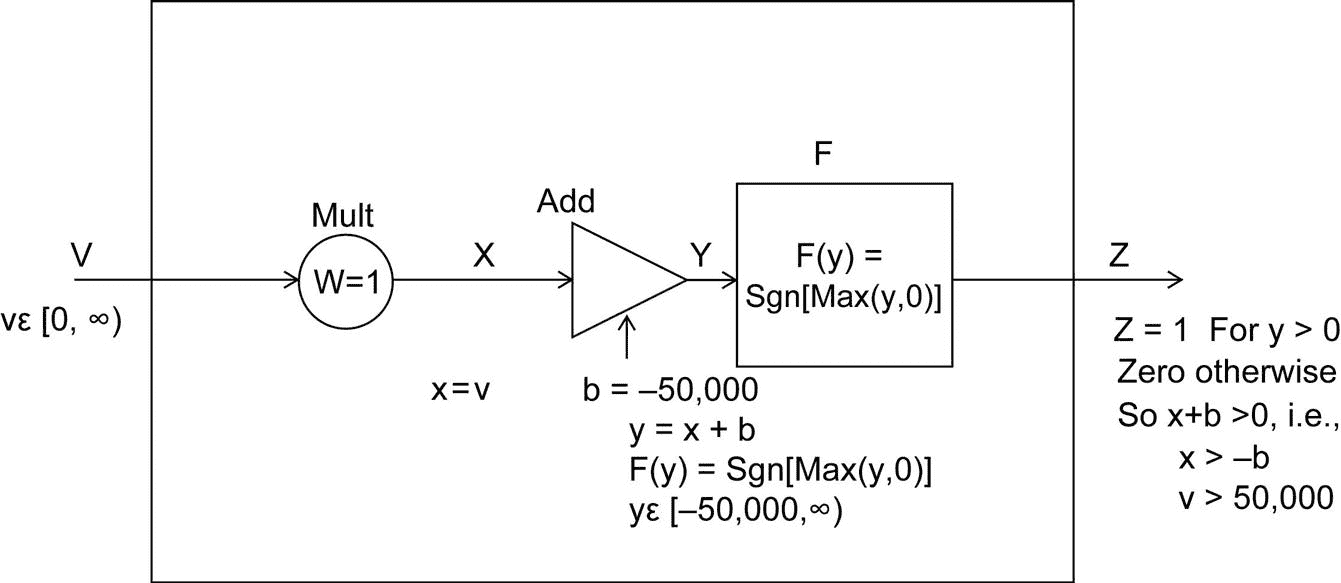 F
Add
Mult
V
X
Y
Z
W=1
F(y) =
Sgn[Max(y,0)]
vε [0, ∞)
Z = 1 For y > 0
Zero otherwise
So x+b >0, i.e.,
x > –b
v > 50,000
x=v
b = –50,000
y = x + b
F(y) = Sgn[Max(y,0)]
yε [–50,000,∞)